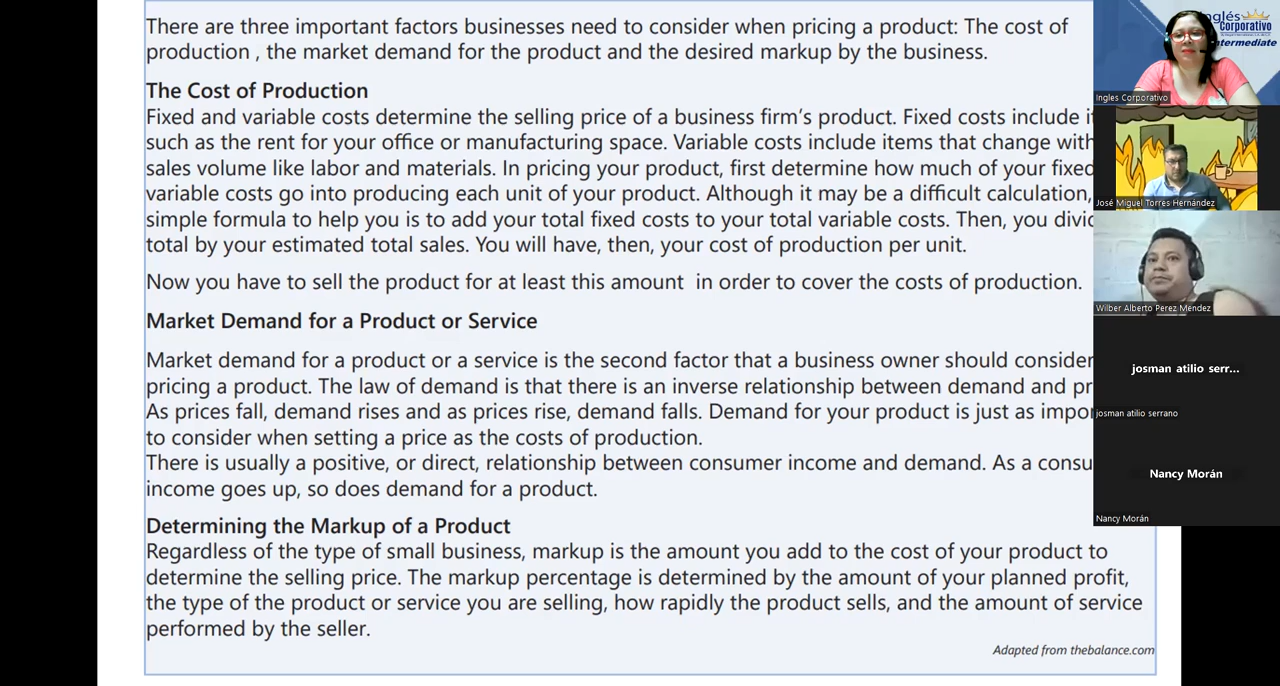 There are three important factors businesses need to consider when pricing a product: The cost of
production , the market demand for the product and the desired markup by the business.
The Cost of Production
Fixed and variable costs determine the selling price of a business firm's product. Fixed costs include
such as the rent for your office or manufacturing space. Variable costs include items that change with
sales volume like labor and materials. In pricing your product, first determine how much of your fixed
variable costs go into producing each unit of your product. Although it may be a difficult calculation,
simple formula to help you is to add your total fixed costs to your total variable costs. Then, you
total by your estimated total sales. You will have, then, your cost of production per unit.
Now you have to sell the product for at least this amount in order to cover the costs of production.
Market Demand for a Product or Service
Market demand for a product or a service is the second factor that a business owner should consider
pricing a product. The law of demand is that there is an inverse relationship between demand and
As prices fall, demand rises and as prices rise, demand falls. Demand for your product is just as
to consider when setting a price as the costs of production.
There is usually a positive, or direct, relationship between consumer income and demand. As a
income goes up, so does demand for a product.
Determining the Markup of a Product
Regardless of the type of small business, markup is the amount you add to the cost of your product to
determine the selling price. The markup percentage is determined by the amount of your planned profit,
the type of the product or service you are selling, how rapidly the product sells, and the amount of service
performed by the seller.
Adapted from thebalance.com
Inglés
Corporativo
Intermediate
Ingles Corporativo
José Miguel Torres Hernández
Wilber Alberto Perez Mendez
josman atilio serr...
josman atilio serrano
Nancy Morán
Nancy Morán